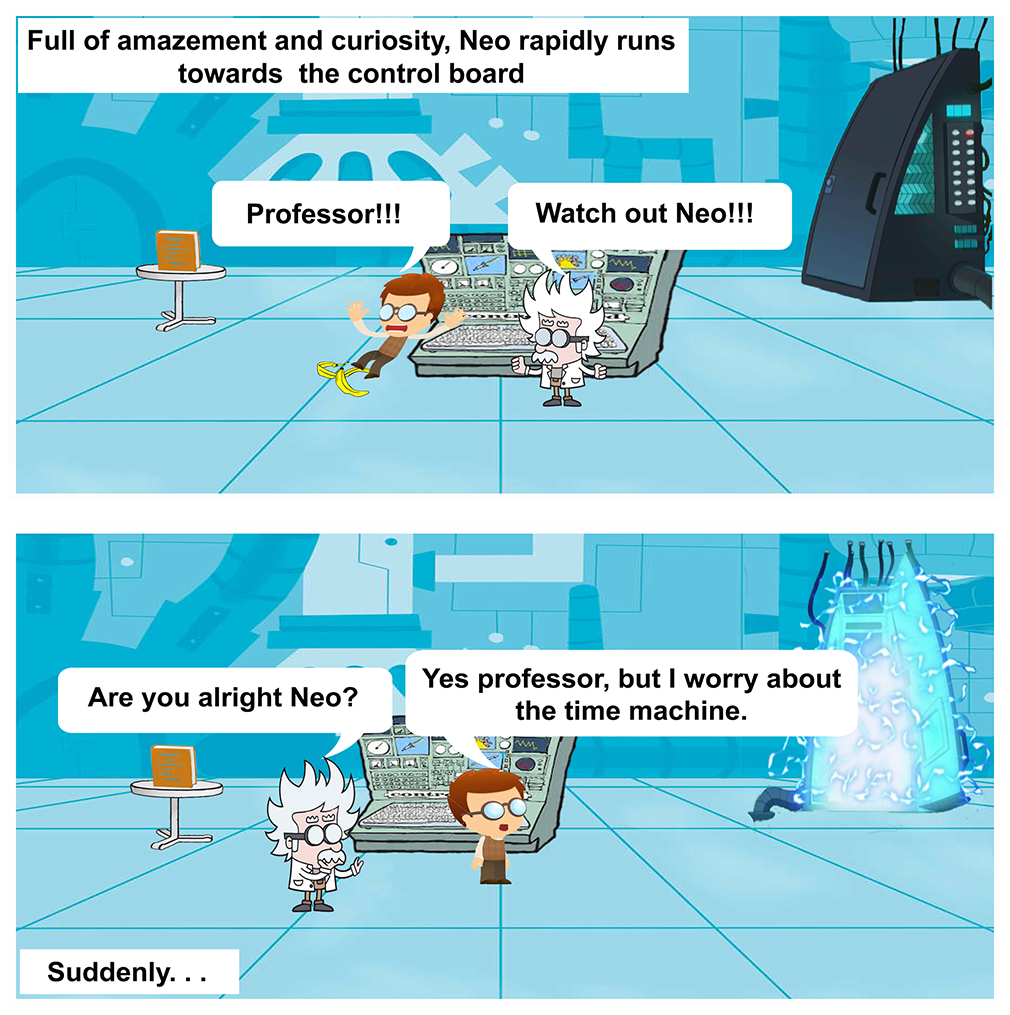 Full of amazement and curiosity, Neo rapidly runs
towards  the control board
Professor!!!
Watch out Neo!!!
Are you alright Neo?
Yes professor, but I worry about
the time machine.
Suddenly. . .